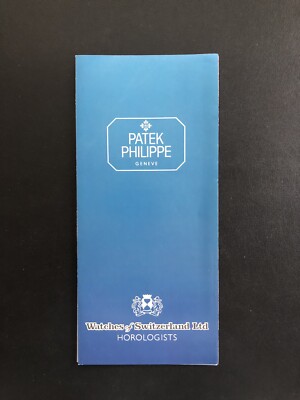 PATEK
PHILIPPE
GENEVE
Watches of Switzerland Ltd
HOROLOGISTS